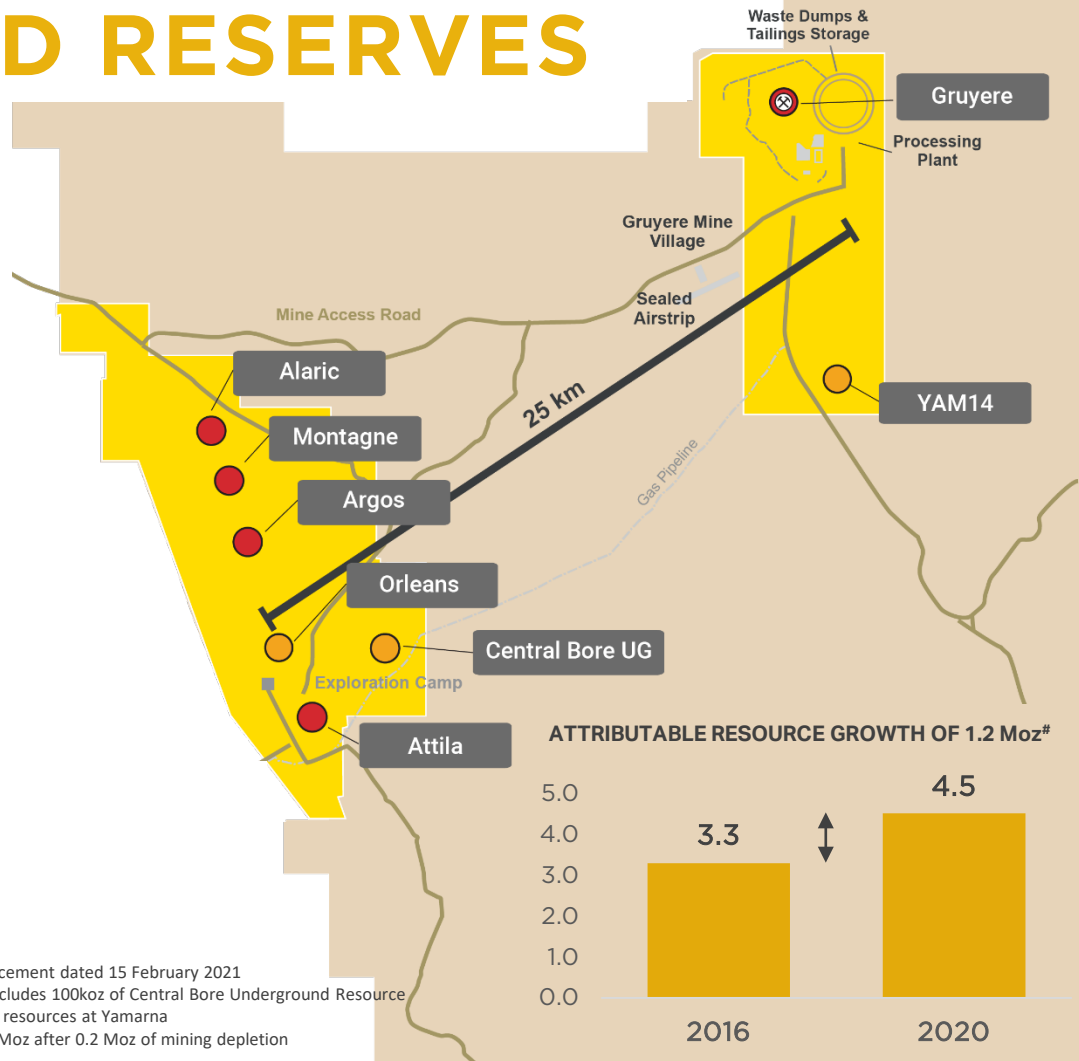 D RESERVES
Waste Dumps &
Tailings Storage
Gruyere
Processing
Plant
Gruyere Mine
Village
Sealed
Airstrip
Mine Access Road
Alaric
25 km
YAM14
Montagne
Gas Pipeline
Argos
Orleans
Central Bore UG
Exploration Camp
Attila
ATTRIBUTABLE RESOURCE GROWTH OF 1.2 Moz#
5.0
4.0
3.0
2.0
1.0
0.0
3.3
4.5
2016
2020
cement dated 15 February 2021
cludes 100koz of Central Bore Underground Resource
resources at Yamarna
Moz after 0.2 Moz of mining depletion